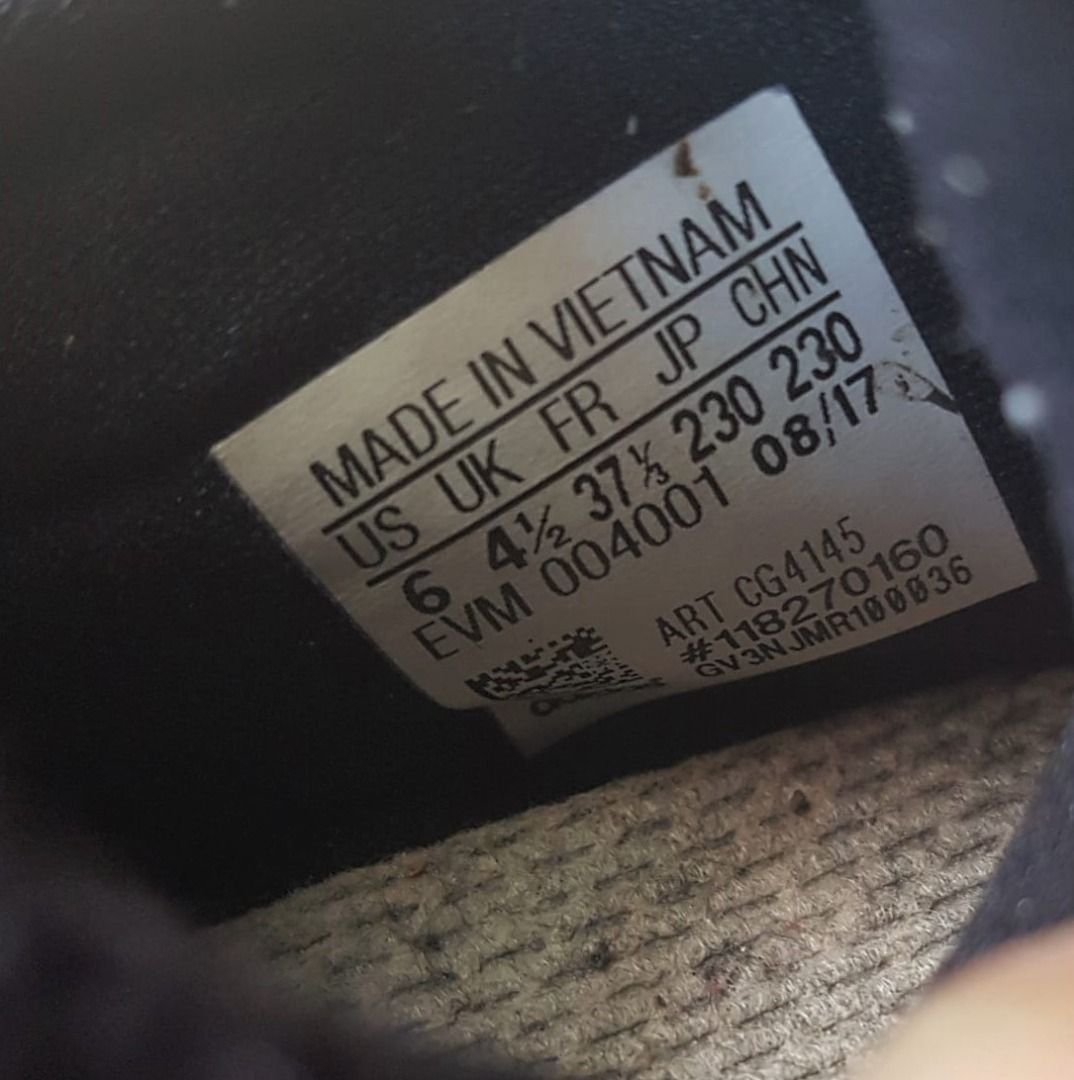 MADE IN VIETNAM
US UK FR JP CHN
6 4½ 37⅓ 230 230
EVM 004001 08/17
ART CG4145
#118270160
GV3NJMR100036